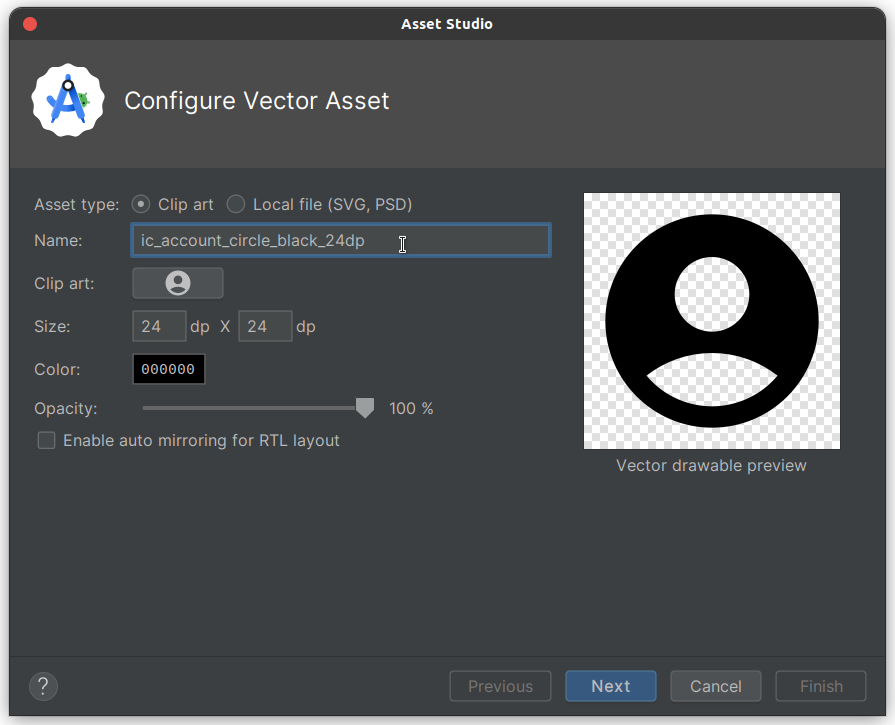 Asset Studio
Configure Vector Asset
Asset type: Clip art Local file (SVG, PSD)
Name: ic_account_circle_black_24dp
Clip art:
Size: 24 dp X 24 dp
Color: 000000
Opacity: 100 %
Enable auto mirroring for RTL layout
Vector drawable preview
? Previous Next Cancel Finish